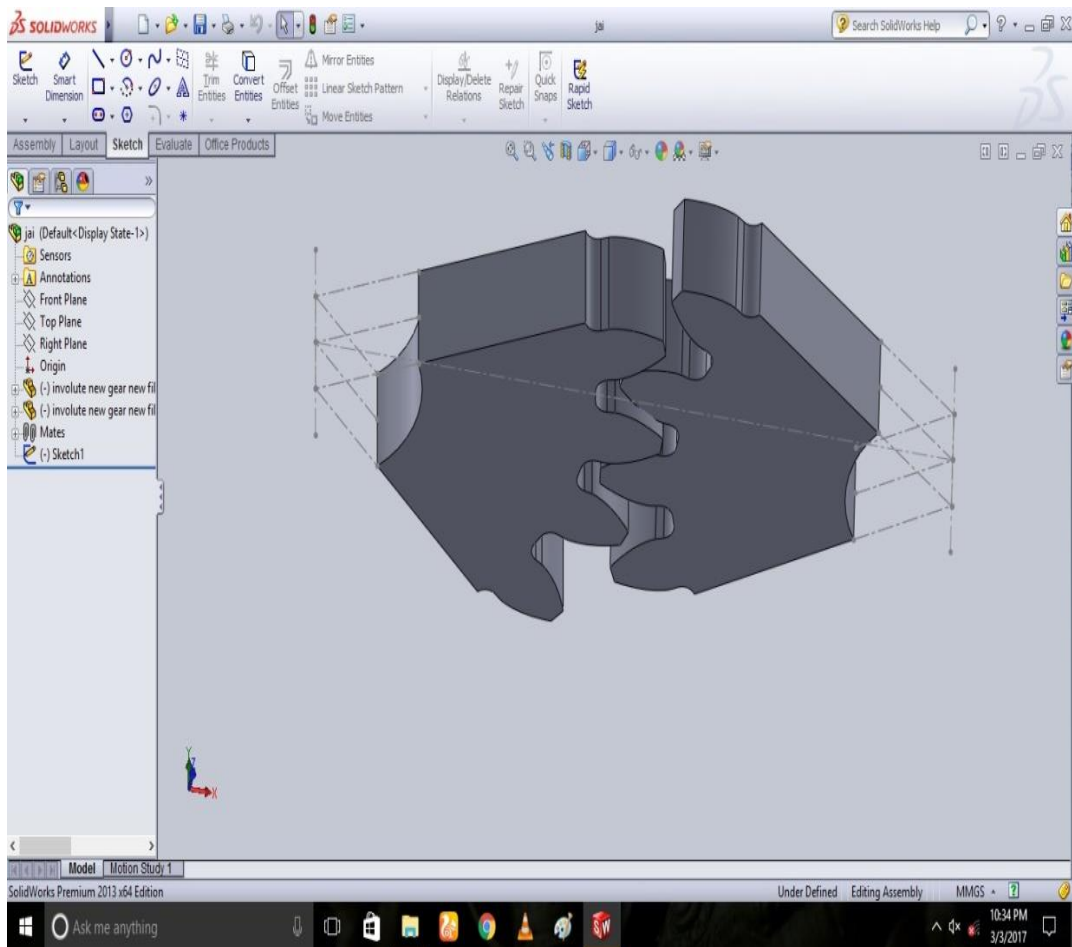 SOLIDWORKS
jai
Search SolidWorks Help
Sketch
Smart Dimension
Trim Entities
Convert Entities
Offset Entities
Mirror Entities
Linear Sketch Pattern
Move Entities
Display/Delete Relations
Repair Sketch
Quick Snaps
Rapid Sketch
Assembly Layout Sketch Evaluate Office Products
jai (Default<Display State-1>)
Sensors
Annotations
Front Plane
Top Plane
Right Plane
Origin
(-) involute new gear new fil
(-) involute new gear new fil
Mates
(-) Sketch1
Y
Z
X
Model Motion Study 1
SolidWorks Premium 2013 x64 Edition
Under Defined Editing Assembly MMGS
Ask me anything
10:34 PM
3/3/2017